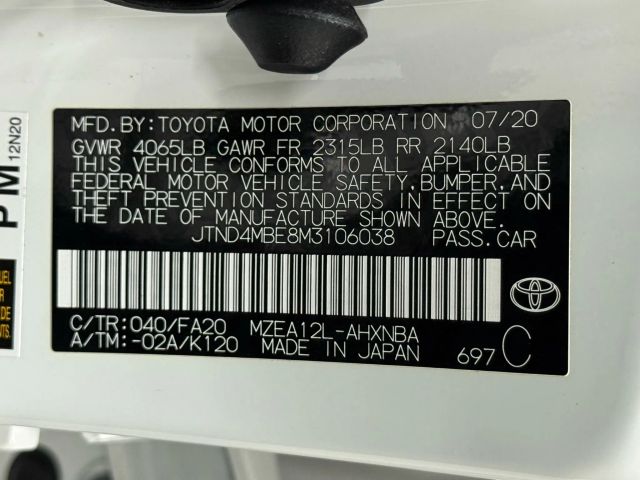 MFD. BY: TOYOTA MOTOR CORPORATION 07/20
GVWR 4065LB GAWR FR 2315LB RR 2140LB
THIS VEHICLE CONFORMS TO ALL APPLICABLE
FEDERAL MOTOR VEHICLE SAFETY, BUMPER, AND
THEFT PREVENTION STANDARDS IN EFFECT ON
THE DATE OF MANUFACTURE SHOWN ABOVE.
JTND4MBE8M3106038 PASS. CAR
C/TR: 040/FA20 MZEA12L-AHXNBA
A/TM: -02A/K120 MADE IN JAPAN
697 C
PM 12N20